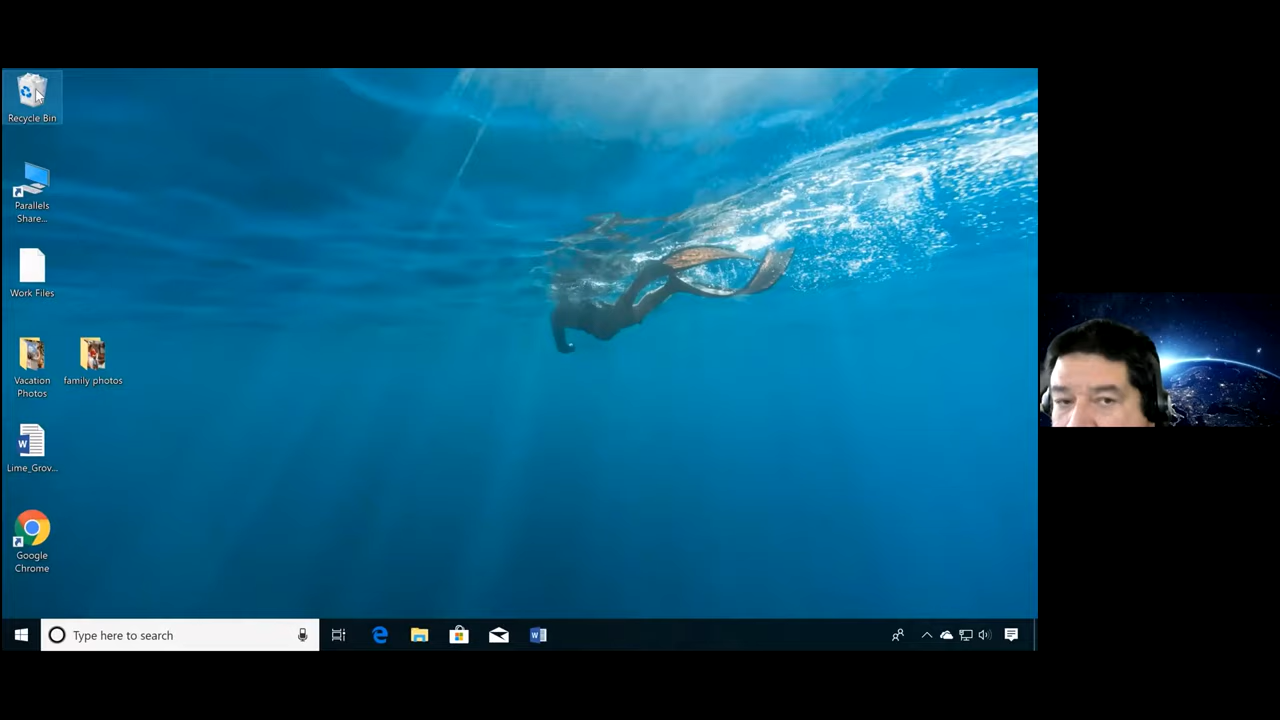 Recycle Bin
Parallels
Share...
Work Files
Vacation
Photos
family photos
Lime_Grov...
Google
Chrome
Type here to search